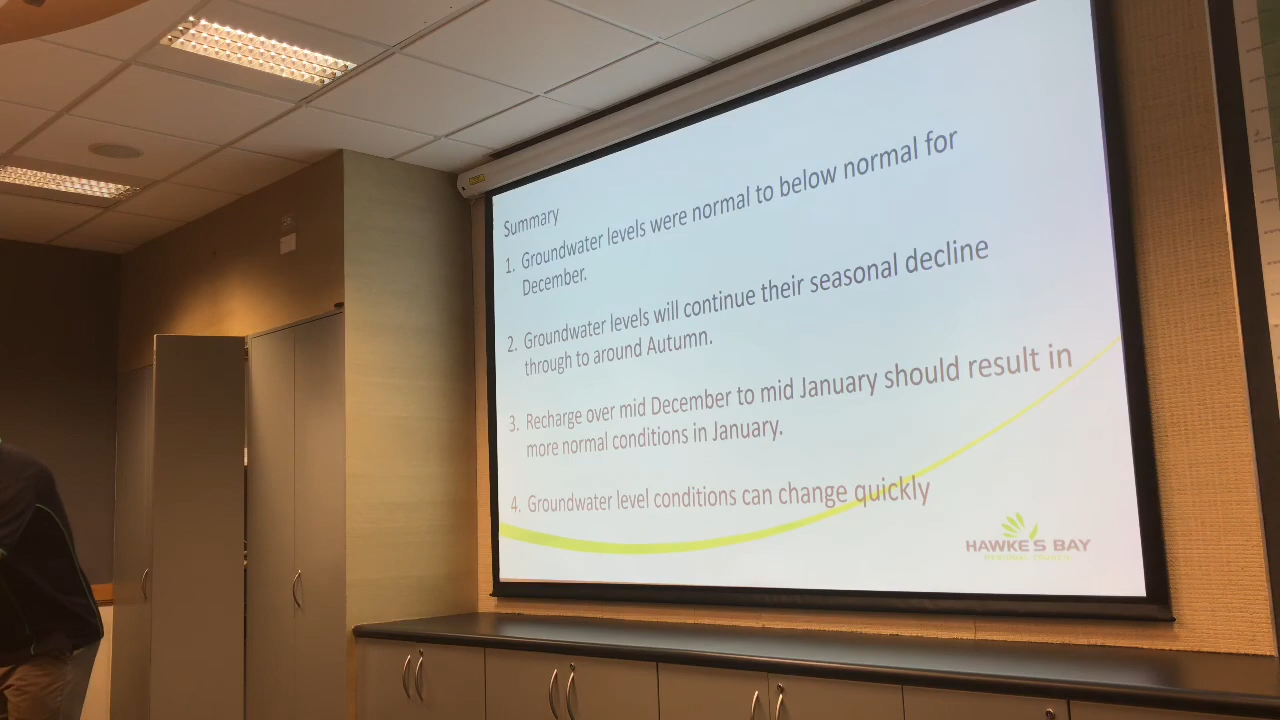 Summary
1. Groundwater levels were normal to below normal for
December.
2. Groundwater levels will continue their seasonal decline
through to around Autumn.
3. Recharge over mid December to mid January should result in
more normal conditions in January.
4. Groundwater level conditions can change quickly
HAWKE S BAY
REGIONAL COUNCIL